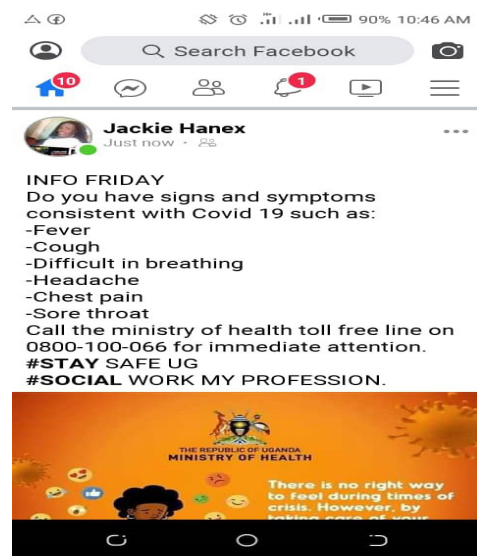 90% 10:46 AM
Search Facebook
10
1
Jackie Hanex
Just now
INFO FRIDAY
Do you have signs and symptoms
consistent with Covid 19 such as:
-Fever
-Cough
-Difficult in breathing
-Headache
-Chest pain
-Sore throat
Call the ministry of health toll free line on
0800-100-066 for immediate attention.
#STAY SAFE UG
#SOCIAL WORK MY PROFESSION.
THE REPUBLIC OF UGANDA
MINISTRY OF HEALTH
There is no right way
to feel during times of
crisis. However, by
taking care of your